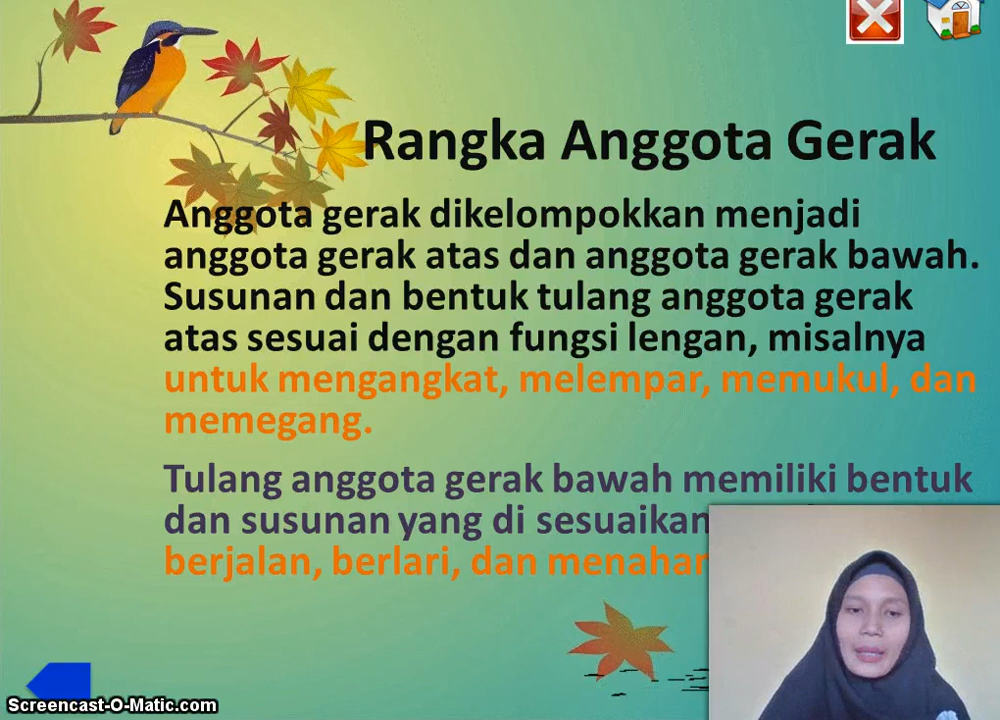 Rangka Anggota Gerak
Anggota gerak dikelompokkan menjadi
anggota gerak atas dan anggota gerak bawah.
Susunan dan bentuk tulang anggota gerak
atas sesuai dengan fungsi lengan, misalnya
untuk mengangkat, melempar, memukul, dan
memegang.
Tulang anggota gerak bawah memiliki bentuk
dan susunan yang di sesuaikan
berjalan, berlari, dan menahan
Screencast-O-Matic.com